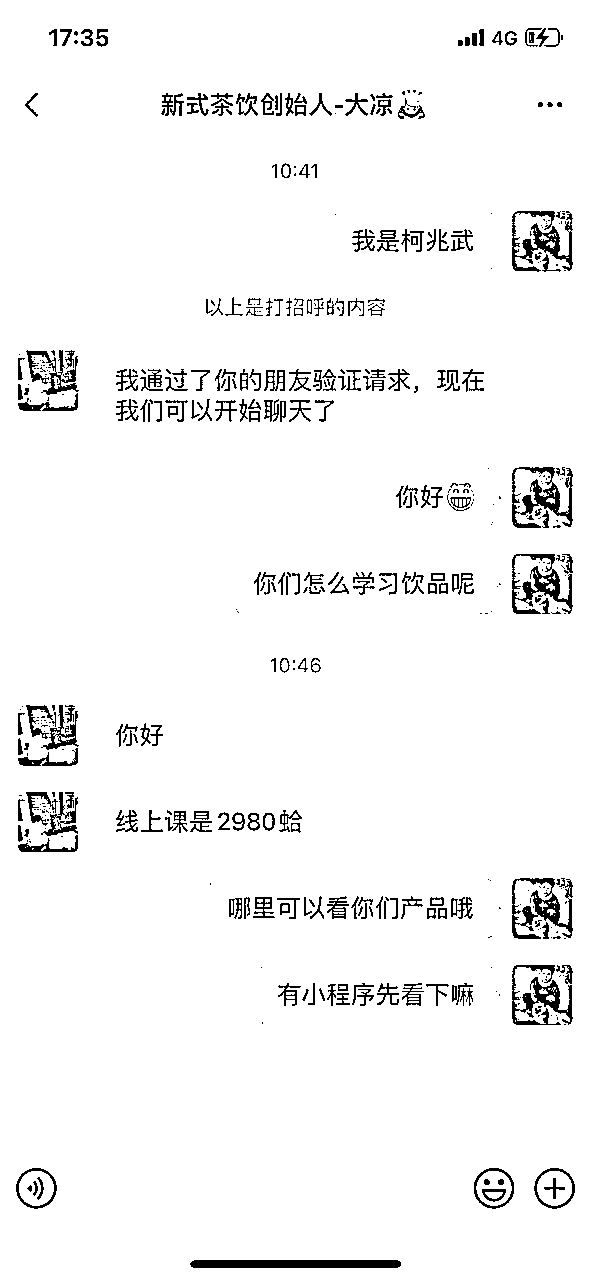 17:35
4G
新式茶饮创始人-大凉
10:41
我是柯兆武
以上是打招呼的内容
我通过了你的朋友验证请求，现在
我们可以开始聊天了
你好😁
你们怎么学习饮品呢
10:46
你好
线上课是2980蛤
哪里可以看你们产品哦
有小程序先看下嘛